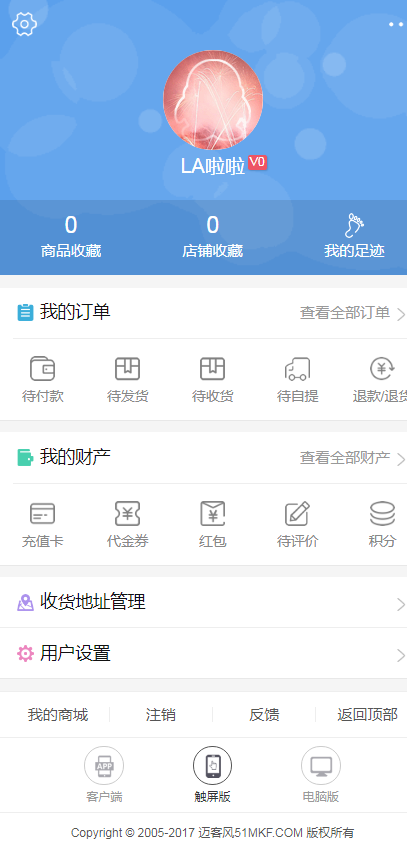 LA啦啦 V0
0 0
商品收藏 店铺收藏 我的足迹
我的订单 查看全部订单
待付款 待发货 待收货 待自提 退款/退货
我的财产 查看全部财产
充值卡 代金券 红包 待评价 积分
收货地址管理
用户设置
我的商城 注销 反馈 返回顶部
APP
客户端 触屏版 电脑版
Copyright © 2005-2017 迈客风51MKF.COM 版权所有